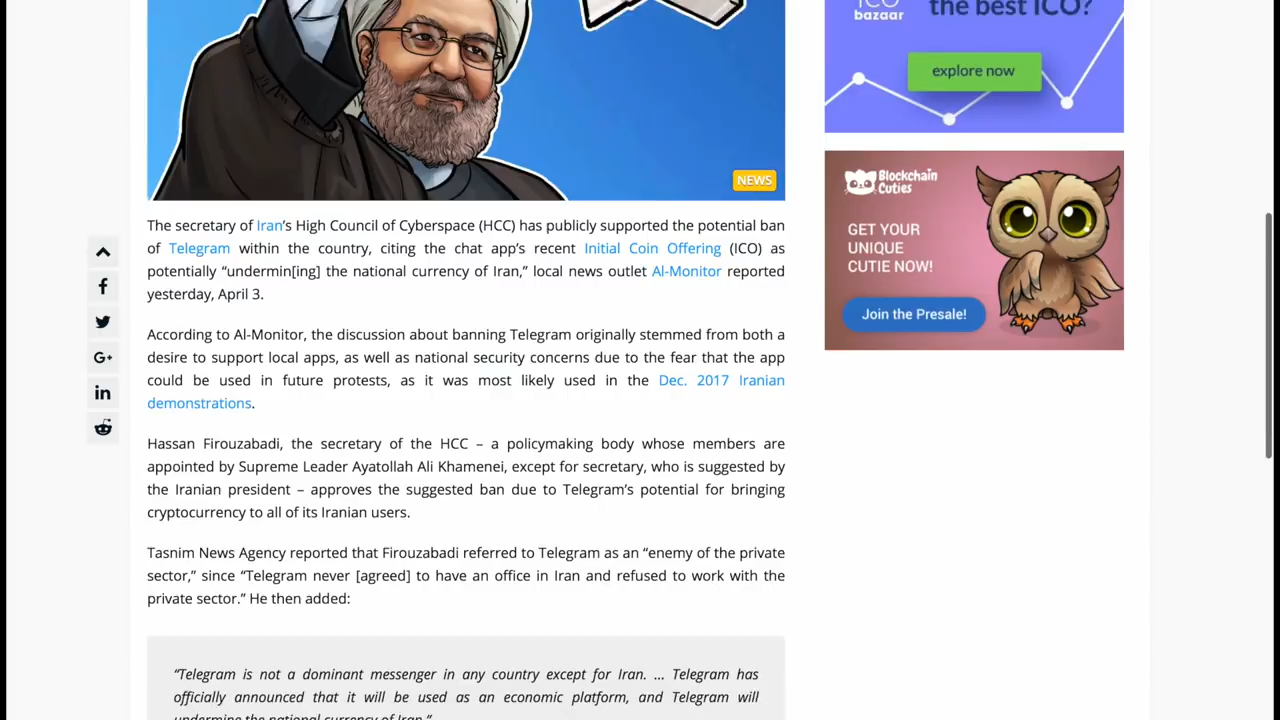 ICO
bazaar
the best ICO?
explore now
NEWS
Blockchain
Cuties
GET YOUR
UNIQUE
CUTIE NOW!
Join the Presale!
The secretary of Iran’s High Council of Cyberspace (HCC) has publicly supported the potential ban
of Telegram within the country, citing the chat app’s recent Initial Coin Offering (ICO) as
potentially “undermin[ing] the national currency of Iran,” local news outlet Al-Monitor reported
yesterday, April 3.
According to Al-Monitor, the discussion about banning Telegram originally stemmed from both a
desire to support local apps, as well as national security concerns due to the fear that the app
could be used in future protests, as it was most likely used in the Dec. 2017 Iranian
demonstrations.
Hassan Firouzabadi, the secretary of the HCC – a policymaking body whose members are
appointed by Supreme Leader Ayatollah Ali Khamenei, except for secretary, who is suggested by
the Iranian president – approves the suggested ban due to Telegram’s potential for bringing
cryptocurrency to all of its Iranian users.
Tasnim News Agency reported that Firouzabadi referred to Telegram as an “enemy of the private
sector,” since “Telegram never [agreed] to have an office in Iran and refused to work with the
private sector.” He then added:
“Telegram is not a dominant messenger in any country except for Iran. ... Telegram has
officially announced that it will be used as an economic platform, and Telegram will
undermine the national currency of Iran.”